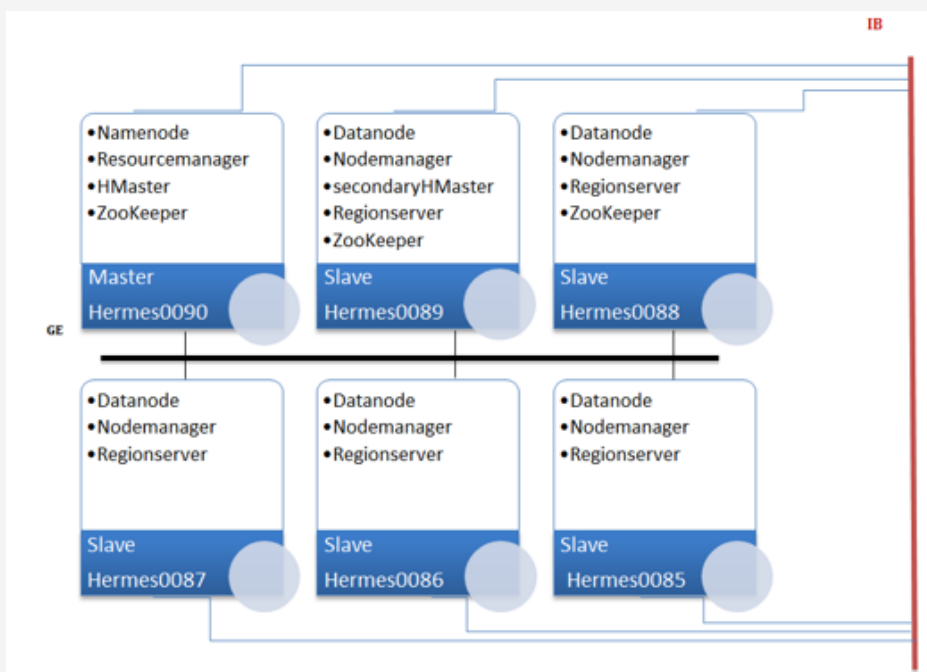 IB
•Namenode
•Resourcemanager
•HMaster
•ZooKeeper
Master
Hermes0090
•Datanode
•Nodemanager
•secondaryHMaster
•Regionserver
•ZooKeeper
Slave
Hermes0089
•Datanode
•Nodemanager
•Regionserver
•ZooKeeper
Slave
Hermes0088
GE
•Datanode
•Nodemanager
•Regionserver
Slave
Hermes0087
•Datanode
•Nodemanager
•Regionserver
Slave
Hermes0086
•Datanode
•Nodemanager
•Regionserver
Slave
Hermes0085